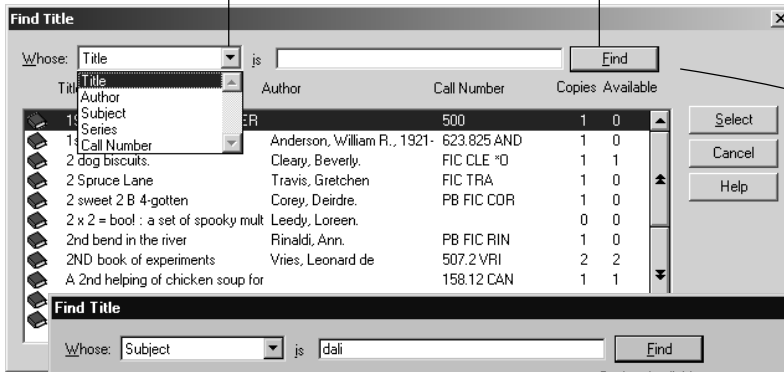 Find Title
Whose: Title is Find
Title
Author
Subject
Series
Call Number
Author Call Number Copies Available
500 1 0
Anderson, William R., 1921- 623.825 AND 1 0
2 dog biscuits. Cleary, Beverly. FIC CLE *0 1 1
2 Spruce Lane Travis, Gretchen FIC TRA 1 0
2 sweet 2 B 4-gotten Corey, Deirdre. PB FIC COR 1 0
2 x 2 = boo! : a set of spooky mult Leedy, Loreen. 0 0
2nd bend in the river Rinaldi, Ann. PB FIC RIN 1 0
2ND book of experiments Vries, Leonard de 507.2 VRI 2 2
A 2nd helping of chicken soup for 158.12 CAN 1 1
Select
Cancel
Help
Find Title
Whose: Subject is dali Find